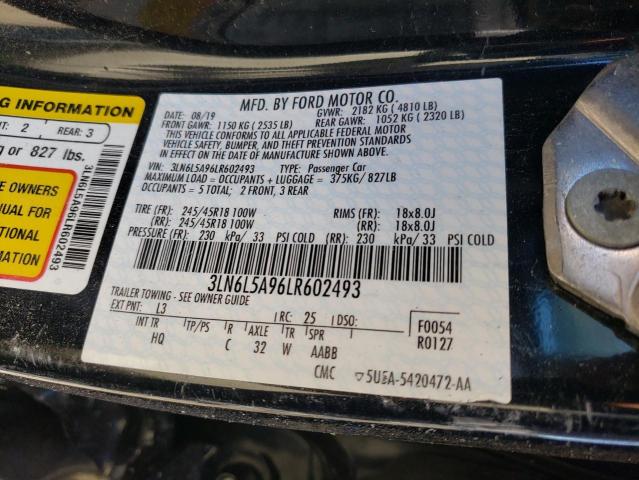 NG INFORMATION
NT: 2 REAR: 3
g or 827 lbs.
E OWNERS
NUAL FOR
TIONAL
MATION
3LN6L5A96LR602493
MFD. BY FORD MOTOR CO.
DATE: 08/19 GVWR: 2182 KG ( 4810 LB)
FRONT GAWR: 1150 KG ( 2535 LB) REAR GAWR: 1052 KG ( 2320 LB)
THIS VEHICLE CONFORMS TO ALL APPLICABLE FEDERAL MOTOR
VEHICLE SAFETY, BUMPER, AND THEFT PREVENTION STANDARDS
IN EFFECT ON THE DATE OF MANUFACTURE SHOWN ABOVE.
VIN: 3LN6L5A96LR602493 TYPE: Passenger Car
MAXIMUM LOAD = OCCUPANTS + LUGGAGE = 375KG/827LB
OCCUPANTS = 5 TOTAL; 2 FRONT, 3 REAR
TIRE (FR): 245/45R18 100W RIMS (FR): 18x8.0J
(RR): 245/45R18 100W (RR): 18x8.0J
PRESSURE (FR): 230 kPa/ 33 PSI COLD (RR): 230 kPa/ 33 PSI COLD
3LN6L5A96LR602493
TRAILER TOWING - SEE OWNER GUIDE
EXT PNT: L3 RC: 25 DSO: F0054
INT TR TP/PS R AXLE TR SPR R0127
HQ C 32 W AABB
CMC ▽5U5A-5420472-AA